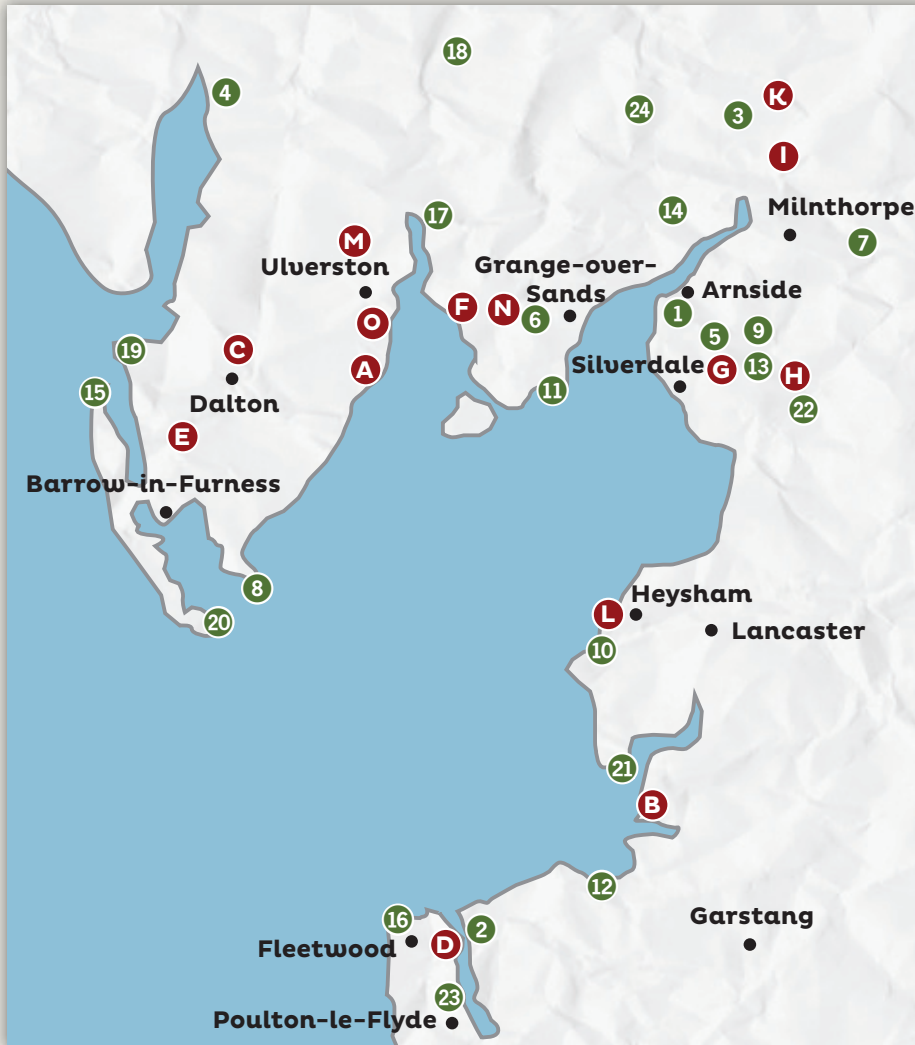 18
4
K
24
3
I
14
Milnthorpe
17
7
M
Ulverston
Grange-over-
Sands
Arnside
F
N
6
1
O
9
5
19
C
A
Silverdale
G
13
H
Dalton
15
11
22
E
Barrow-in-Furness
8
Heysham
20
L
Lancaster
10
21
B
12
16
Garstang
2
Fleetwood
D
23
Poulton-le-Flyde